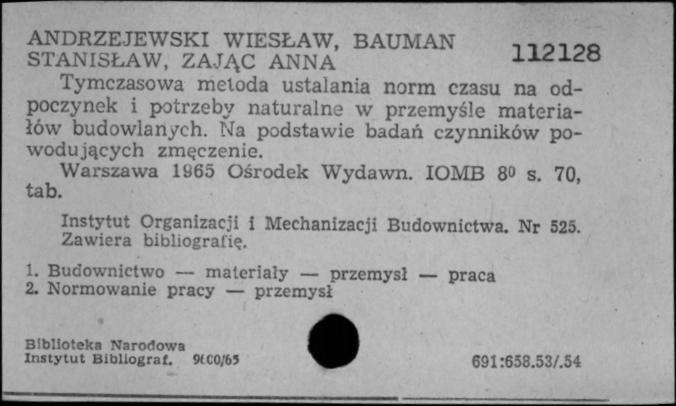 ANDRZEJEWSKI WIESŁAW, BAUMAN
STANISŁAW, ZAJĄC ANNA
112128
Tymczasowa metoda ustalania norm czasu na od-
poczynek i potrzeby naturalne w przemyśle materia-
łów budowlanych. Na podstawie badań czynników po-
wodujących zmęczenie.
Warszawa 1965 Ośrodek Wydawn. IOMB 8⁰ s. 70,
tab.
Instytut Organizacji i Mechanizacji Budownictwa. Nr 525.
Zawiera bibliografię.
1. Budownictwo — materiały — przemysł — praca
2. Normowanie pracy — przemysł
Biblioteka Narodowa
Instytut Bibliograf.
691:658.53/.54